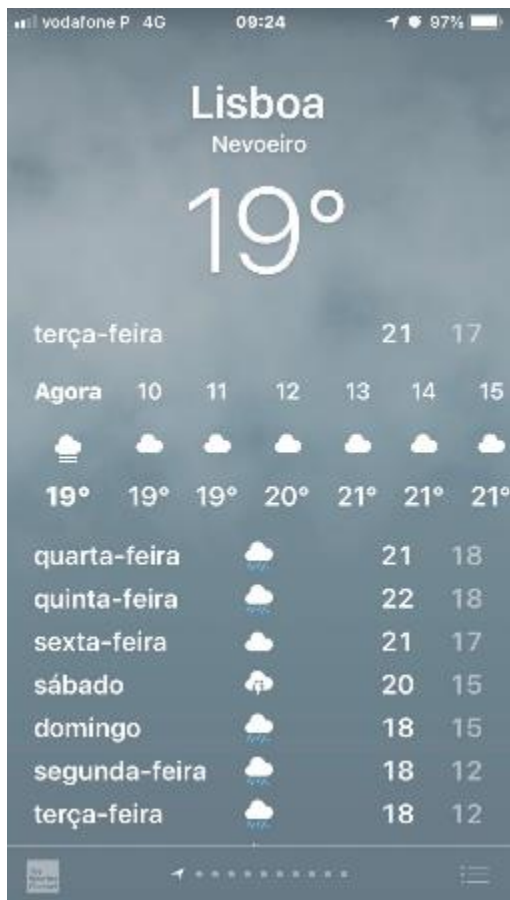 vodafone P 4G 09:24 97%
Lisboa
Nevoeiro
19°
terça-feira 21 17
Agora 10 11 12 13 14 15
19° 19° 19° 20° 21° 21° 21°
quarta-feira 21 18
quinta-feira 22 18
sexta-feira 21 17
sábado 20 15
domingo 18 15
segunda-feira 18 12
terça-feira 18 12